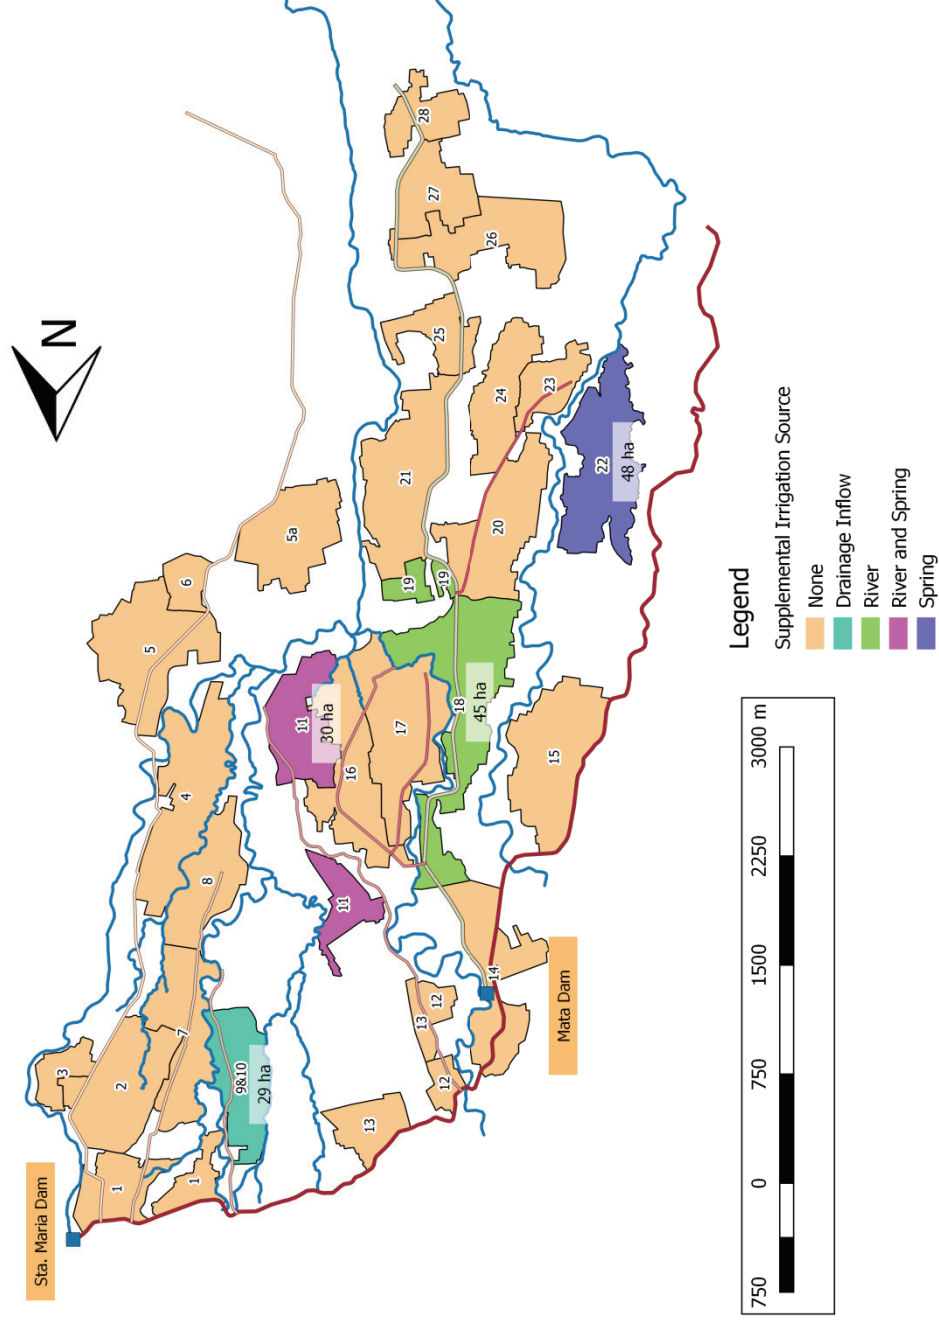 Sta. Maria Dam
Mata Dam
N
1
1
2
3
4
5
5a
6
7
8
9&10
29 ha
11
30 ha
11
12
12
13
13
14
15
16
17
18
45 ha
19
19
20
21
22
48 ha
23
24
25
26
27
28
Legend
Supplemental Irrigation Source
None
Drainage Inflow
River
River and Spring
Spring
750 0 750 1500 2250 3000 m